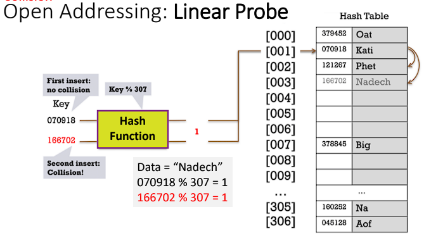 Open Addressing: Linear Probe
Hash Table
[000] 379452 Oat
[001] 070918 Kati
[002] 121267 Phet
[003] 166702 Nadech
[004]
[005]
[006]
[007] 378845 Big
[008]
[009]
... ...
[305] 160252 Na
[306] 045128 Aof
First insert:
no collision
Key % 307
Key
070918
166702
Hash
Function
1
Second insert:
Collision!
Data = "Nadech"
070918 % 307 = 1
166702 % 307 = 1